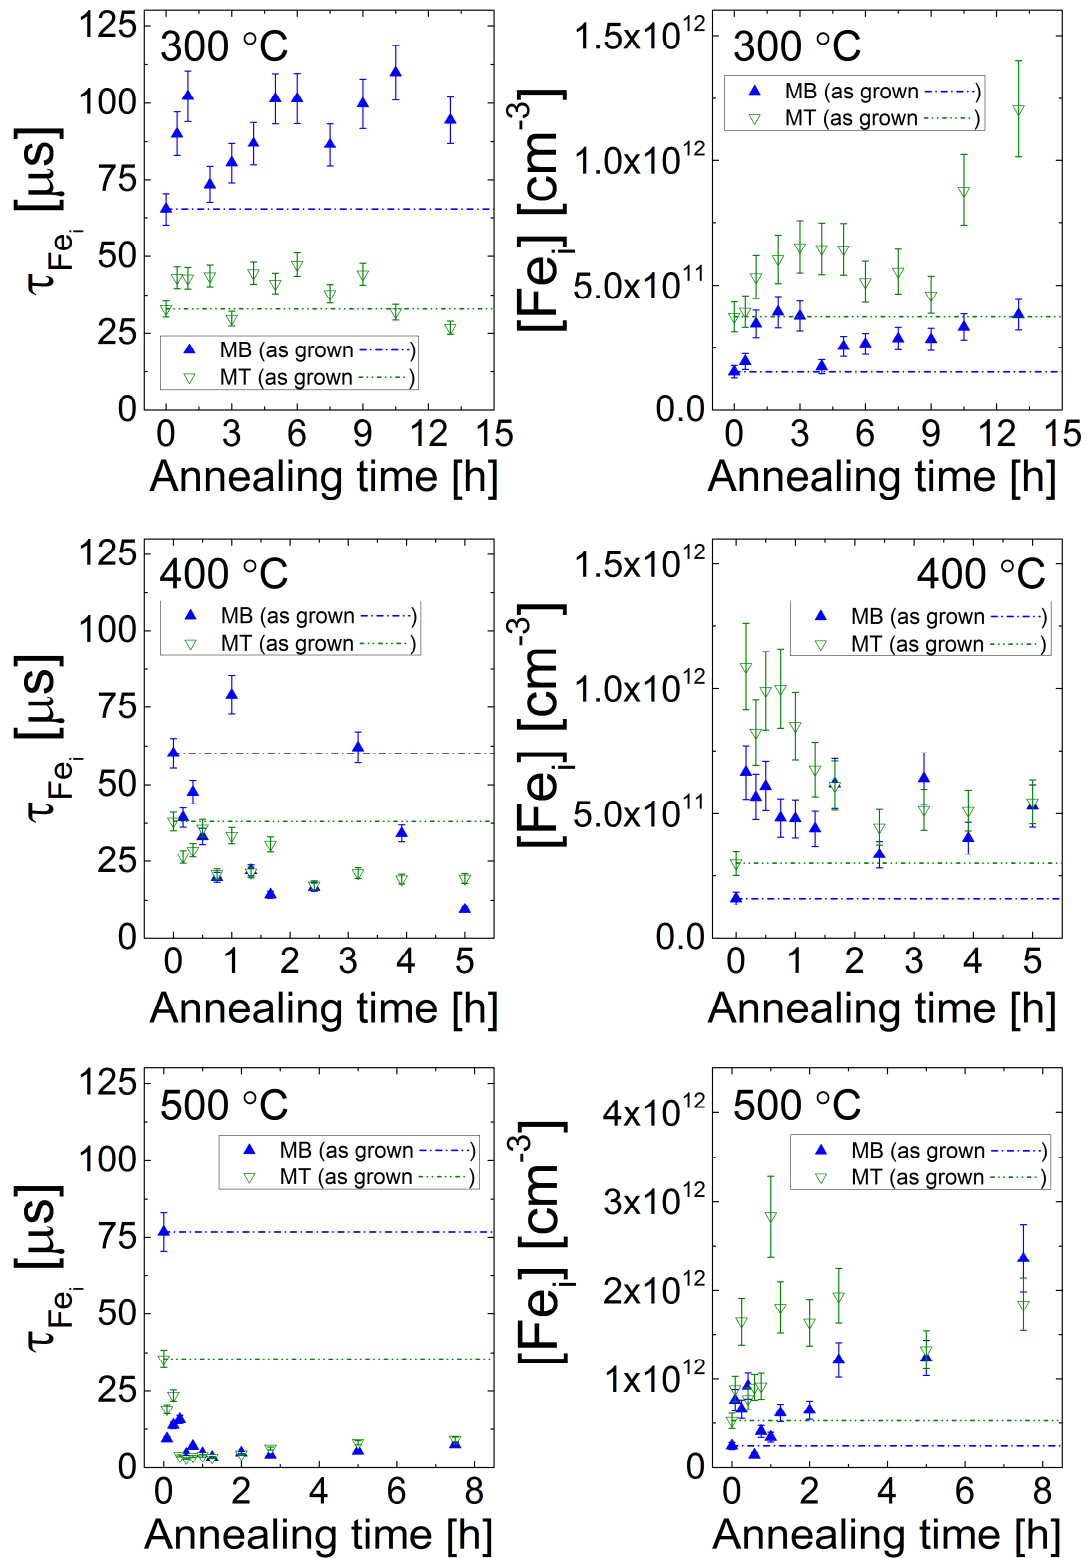 300 °C
τFei [μs]
125
100
75
50
25
0
MB (as grown )
MT (as grown )
0 3 6 9 12 15
Annealing time [h]
300 °C
[Fei] [cm-3]
1.5x10^12
1.0x10^12
5.0x10^11
0.0
MB (as grown )
MT (as grown )
0 3 6 9 12 15
Annealing time [h]
400 °C
τFei [μs]
125
100
75
50
25
0
MB (as grown )
MT (as grown )
0 1 2 3 4 5
Annealing time [h]
400 °C
[Fei] [cm-3]
1.5x10^12
1.0x10^12
5.0x10^11
0.0
MB (as grown )
MT (as grown )
0 1 2 3 4 5
Annealing time [h]
500 °C
τFei [μs]
125
100
75
50
25
0
MB (as grown )
MT (as grown )
0 2 4 6 8
Annealing time [h]
500 °C
[Fei] [cm-3]
4x10^12
3x10^12
2x10^12
1x10^12
0
MB (as grown )
MT (as grown )
0 2 4 6 8
Annealing time [h]